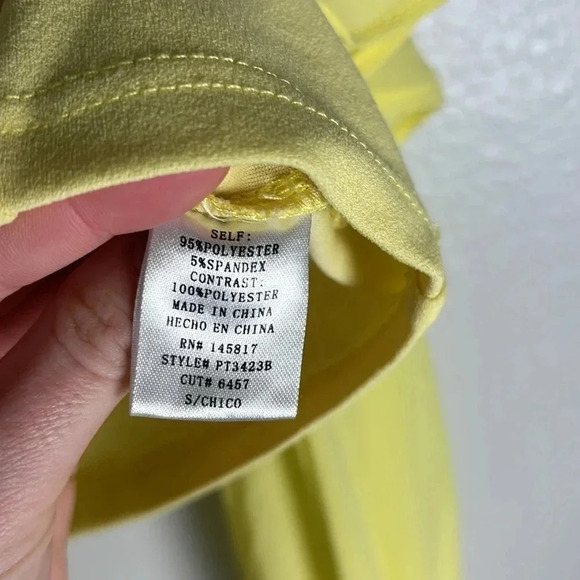 SELF:
95%POLYESTER
5%SPANDEX
CONTRAST:
100%POLYESTER
MADE IN CHINA
HECHO EN CHINA
RN# 145817
STYLE# PT3423B
CUT# 6457
S/CHICO